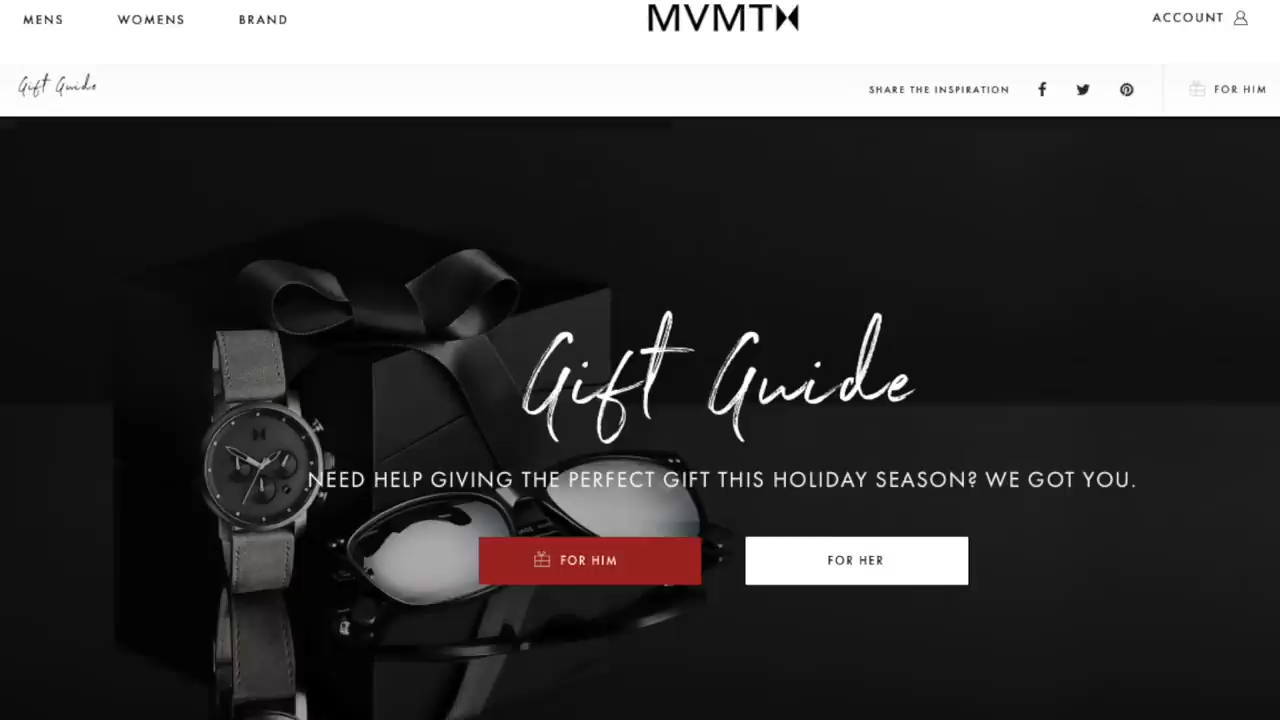 MENS WOMENS BRAND MVMT ACCOUNT
Gift Guide SHARE THE INSPIRATION FOR HIM
Gift Guide
NEED HELP GIVING THE PERFECT GIFT THIS HOLIDAY SEASON? WE GOT YOU.
FOR HIM FOR HER